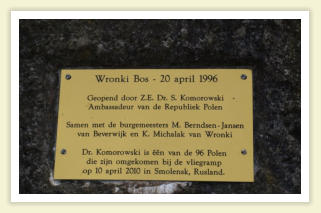 Wronki Bos - 20 april 1996
Geopend door Z.E. Dr. S. Komorowski
Ambassadeur van de Republiek Polen
Samen met de burgemeesters M. Berndsen-Jansen
van Beverwijk en K. Michalak van Wronki
Dr. Komorowski is één van de 96 Polen
die zijn omgekomen bij de vliegramp
op 10 april 2010 in Smolensk, Rusland.